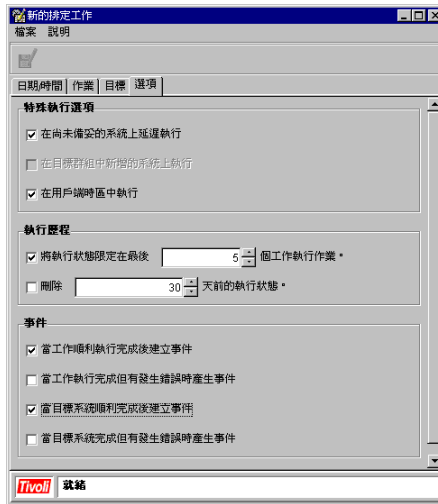 新的排定工作
檔案 說明
日期/時間 作業 目標 選項
特殊執行選項
在尚未備妥的系統上延遲執行
在目標群組中新增的系統上執行
在用戶端時區中執行
執行歷程
將執行狀態限定在最後 5 個工作執行作業。
刪除 30 天前的執行狀態。
事件
當工作順利執行完成後建立事件
當工作執行完成但有發生錯誤時產生事件
當目標系統順利完成後建立事件
當目標系統完成但有發生錯誤時產生事件
Tivoli 就緒